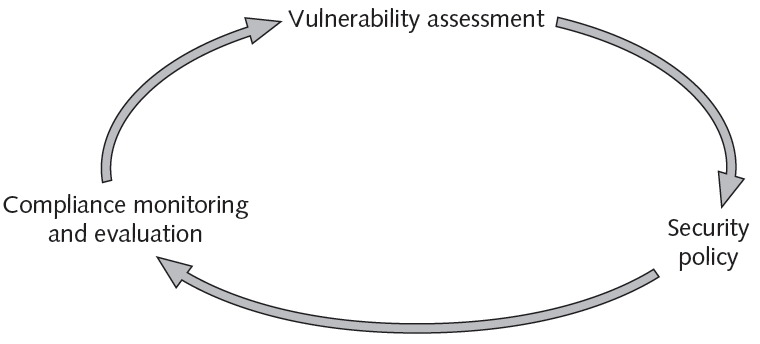 Vulnerability assessment
Compliance monitoring
and evaluation
Security
policy